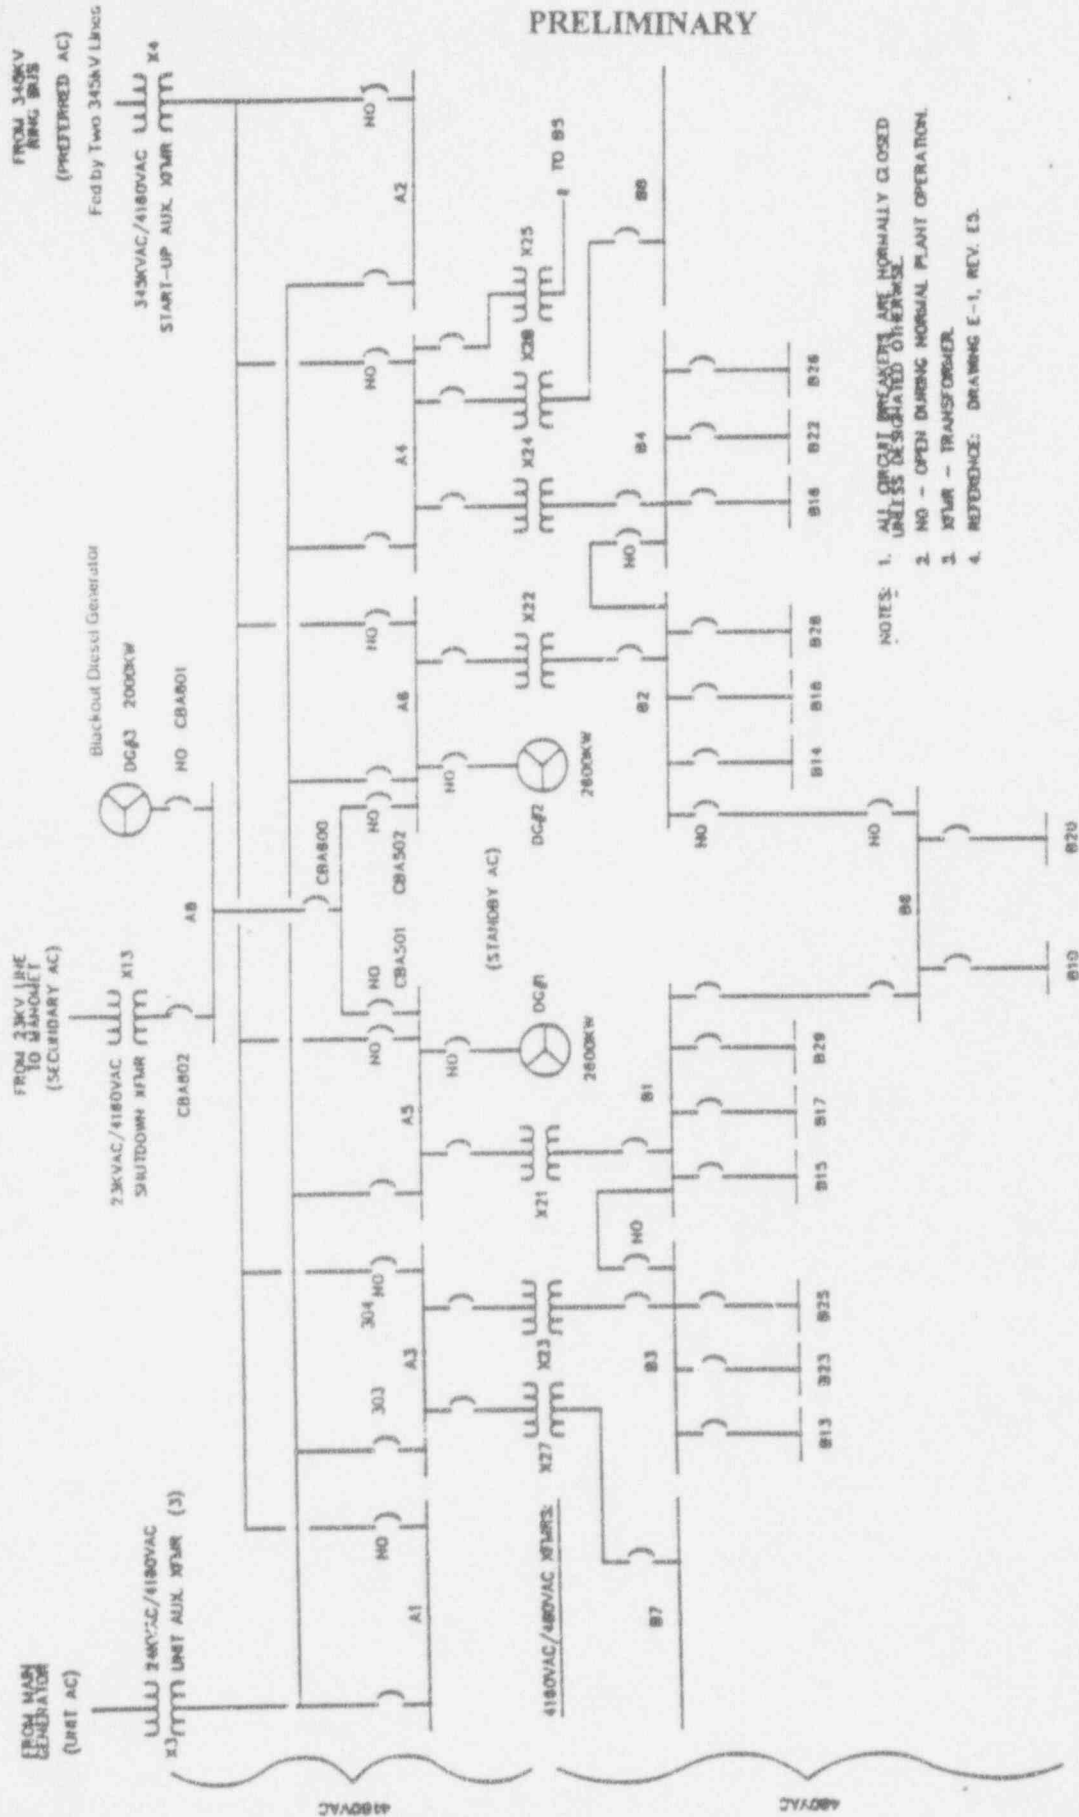 PRELIMINARY
FROM MAIN
GENERATOR
(UNIT AC)
X3
24KVAC/4160VAC
UNIT AUX. XFMR (3)
FROM 23KV LINE
TO MANOMET
(SECONDARY AC)
23KVAC/4160VAC
SHUTDOWN XFMR
X13
CBA802
A8
Blackout Diesel Generator
DG#3 2000KW
NO CBA801
CBA600
FROM 345KV
RING BUS
(PREFERRED AC)
Fed by Two 345kV Lines
345KVAC/4160VAC
START-UP AUX. XFMR
X4
4160VAC
A1
NO
303
A3
304
NO
A5
NO
NO
CBA501
NO
CBA502
A6
NO
A4
NO
A2
NO
NO
DG#1
2600KW
(STANDBY AC)
NO
DG#2
2600KW
4160VAC/480VAC XFMRS:
X27
X23
X21
X22
X24
X28
X25
TO B5
480VAC
B7
B3
NO
B1
B2
NO
B4
B8
B13
B23
B25
B15
B17
B29
B14
B18
B28
B16
B22
B26
NO
NO
B6
B10
B20
NOTES: 1. ALL CIRCUIT BREAKERS ARE NORMALLY CLOSED
UNLESS DESIGNATED OTHERWISE.
2. NO - OPEN DURING NORMAL PLANT OPERATION.
3. XFMR - TRANSFORMER.
4. REFERENCE: DRAWING E-1, REV. E5.